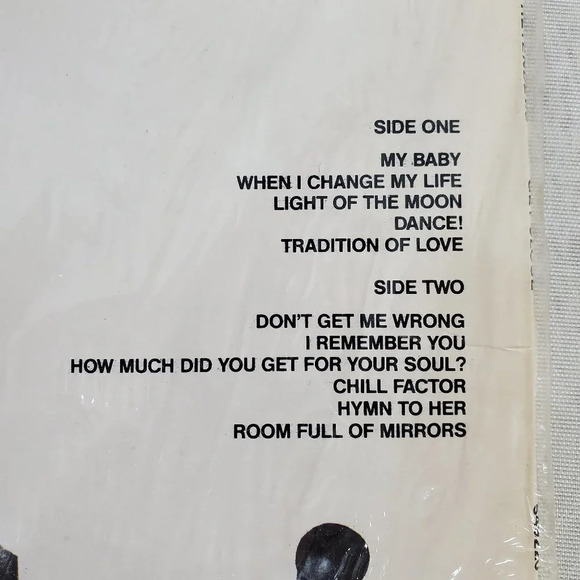 SIDE ONE
MY BABY
WHEN I CHANGE MY LIFE
LIGHT OF THE MOON
DANCE!
TRADITION OF LOVE
SIDE TWO
DON'T GET ME WRONG
I REMEMBER YOU
HOW MUCH DID YOU GET FOR YOUR SOUL?
CHILL FACTOR
HYMN TO HER
ROOM FULL OF MIRRORS